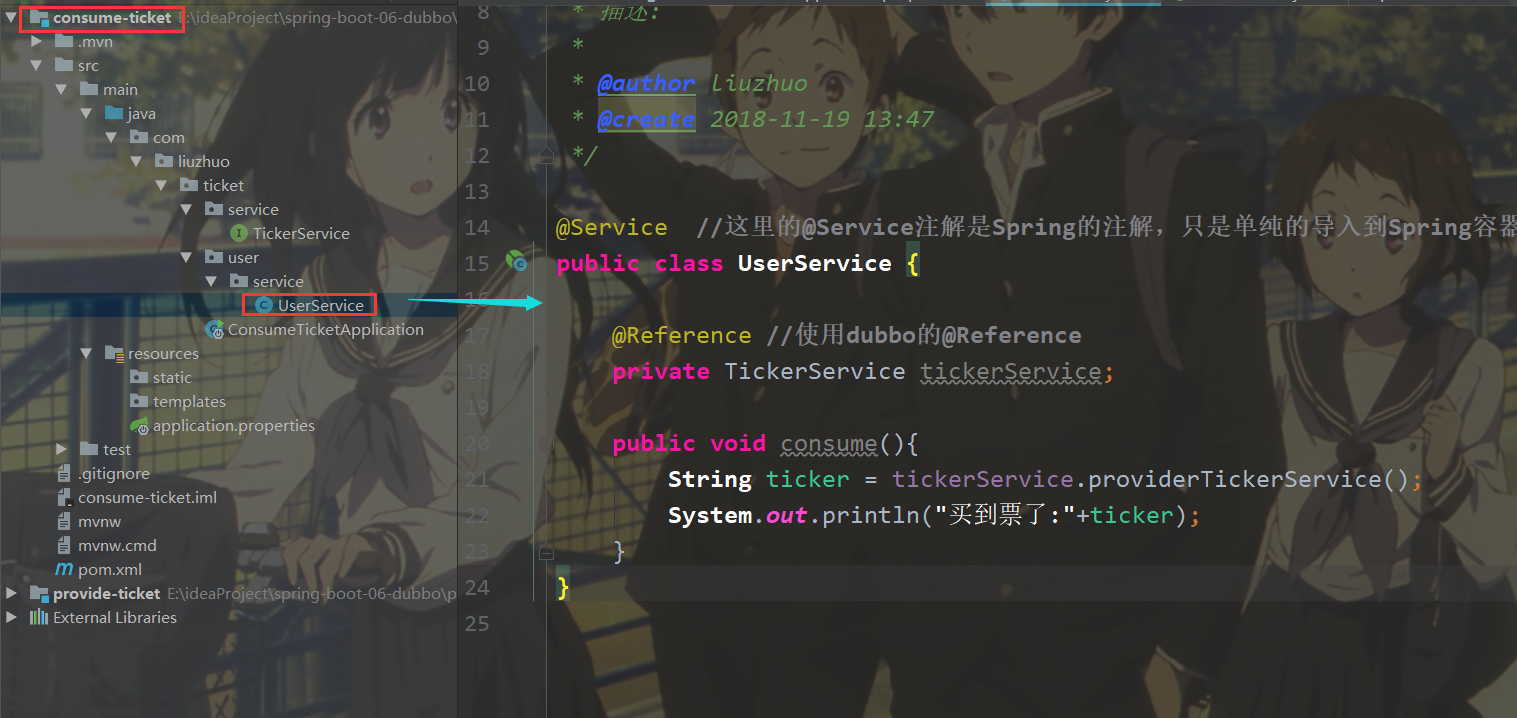 consume-ticket E:\ideaProject\spring-boot-06-dubbo\
.mvn
src
main
java
com
liuzhuo
ticket
service
TickerService
user
service
UserService
ConsumeTicketApplication
resources
static
templates
application.properties
test
.gitignore
consume-ticket.iml
mvnw
mvnw.cmd
pom.xml
provide-ticket E:\ideaProject\spring-boot-06-dubbo\p
External Libraries
8 * 描述:
9 *
10 * @author liuzhuo
11 * @create 2018-11-19 13:47
12 */
13
14 @Service //这里的@Service注解是Spring的注解，只是单纯的导入到Spring容器
15 public class UserService {
16
17 @Reference //使用dubbo的@Reference
18 private TickerService tickerService;
19
20 public void consume(){
21 String ticker = tickerService.providerTickerService();
22 System.out.println("买到票了:"+ticker);
23 }
24 }
25